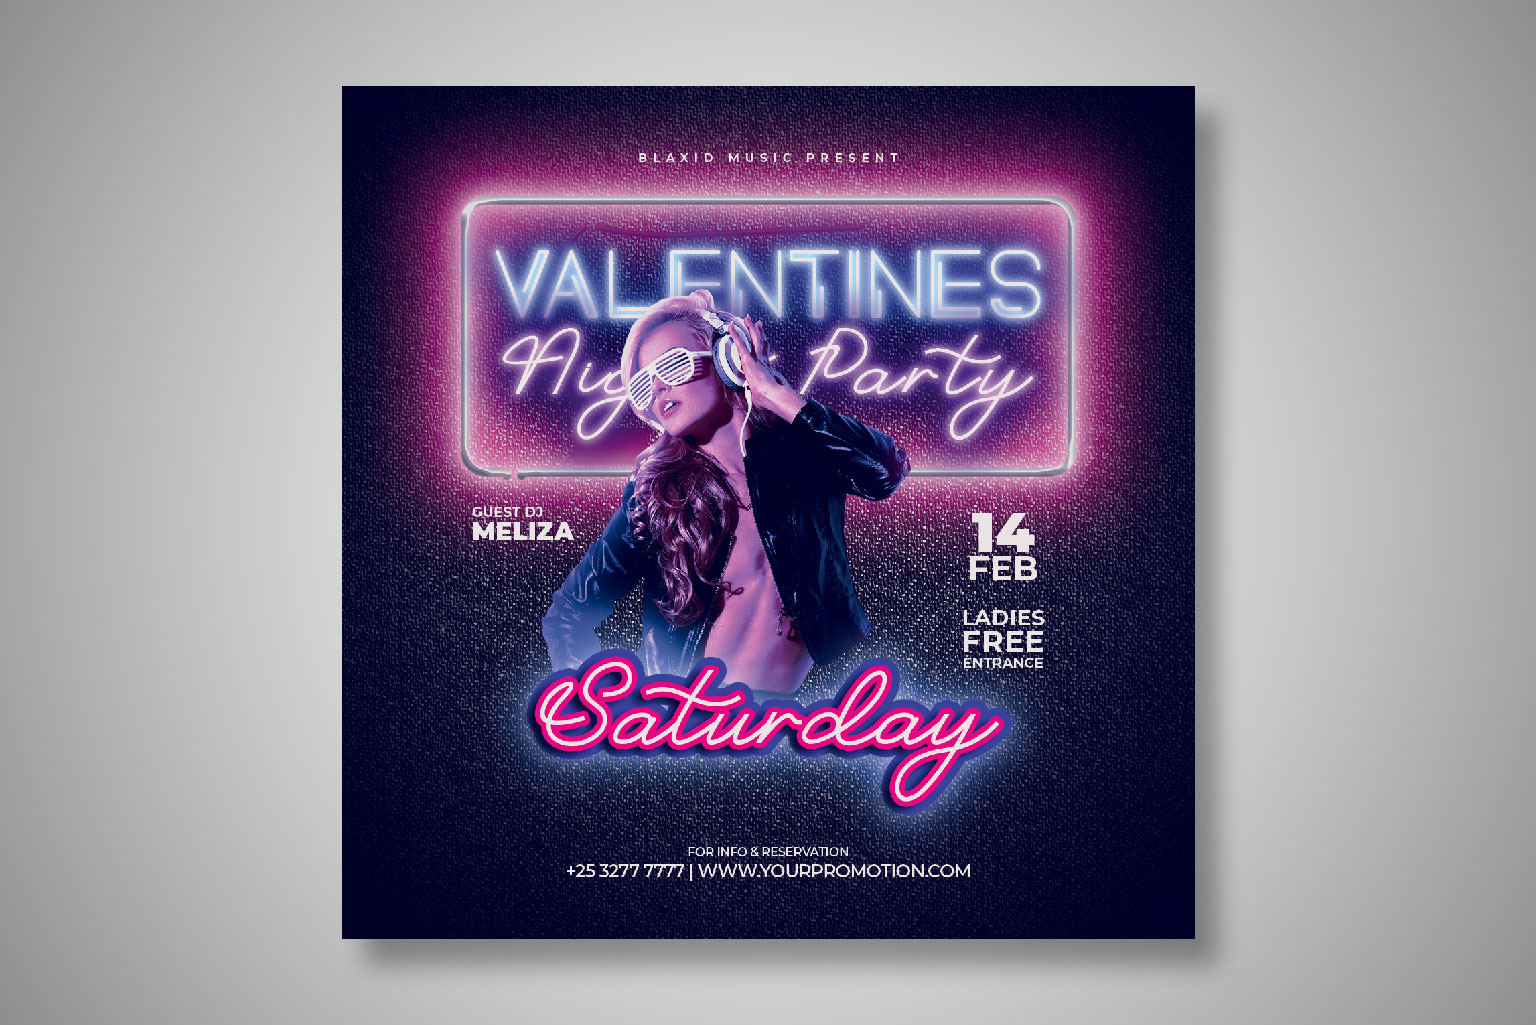 BLAXID MUSIC PRESENT
VALENTINES
Night Party
GUEST DJ
MELIZA
14
FEB
LADIES
FREE
ENTRANCE
Saturday
FOR INFO & RESERVATION
+25 3277 7777 | WWW.YOURPROMOTION.COM